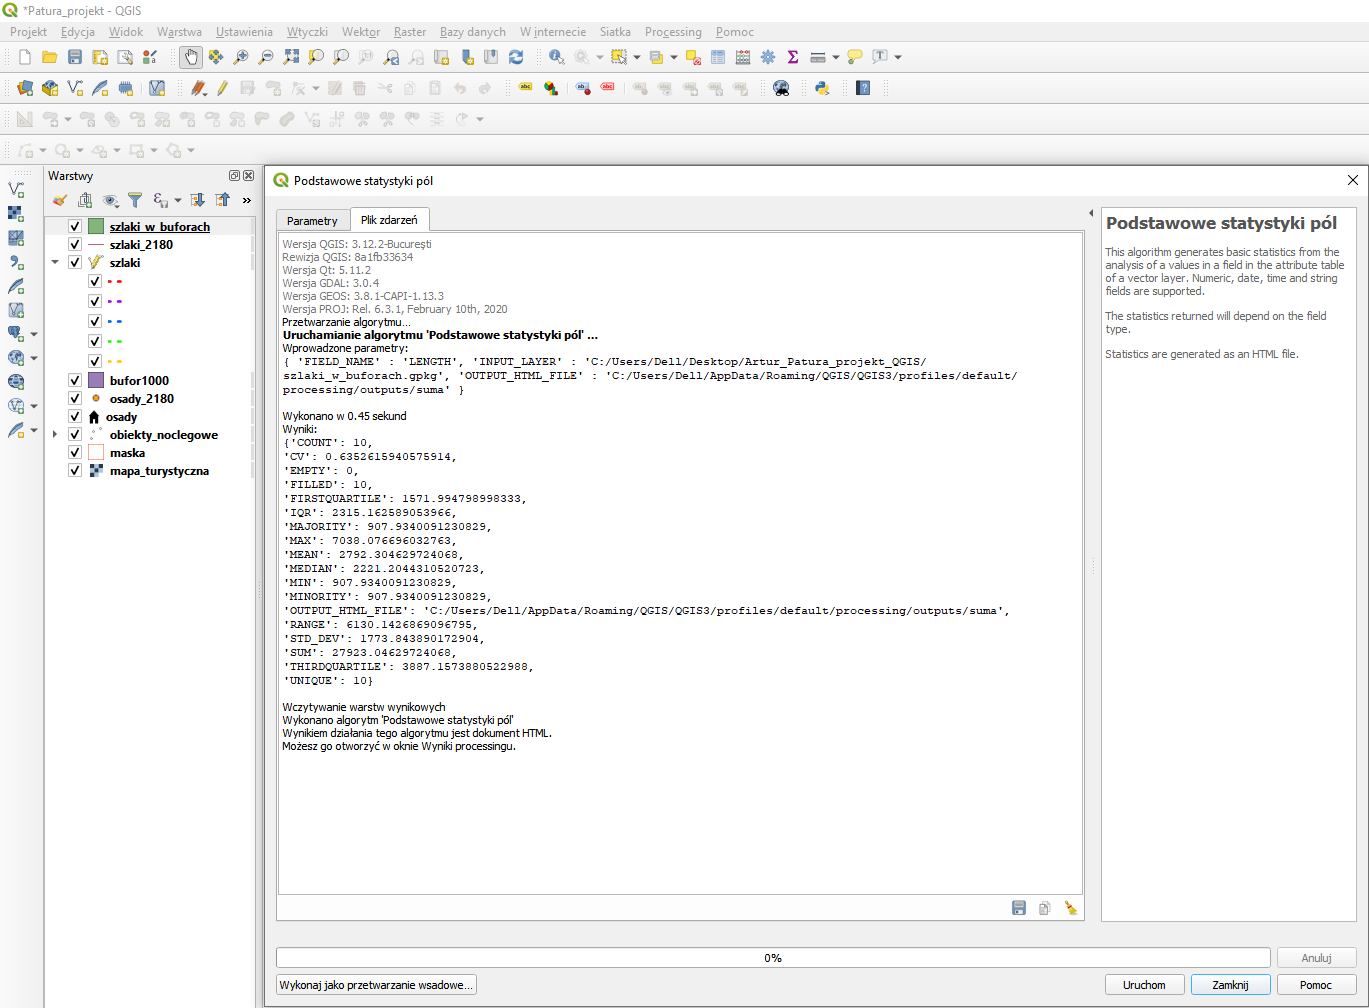 *Patura_projekt - QGIS
Projekt Edycja Widok Warstwa Ustawienia Wtyczki Wektor Raster Bazy danych W internecie Siatka Processing Pomoc
Warstwy
szlaki_w_buforach
szlaki_2180
szlaki
bufor1000
osady_2180
osady
obiekty_noclegowe
maska
mapa_turystyczna
Podstawowe statystyki pól
Parametry Plik zdarzeń
Wersja QGIS: 3.12.2-București
Rewizja QGIS: 8a1fb33634
Wersja Qt: 5.11.2
Wersja GDAL: 3.0.4
Wersja GEOS: 3.8.1-CAPI-1.13.3
Wersja PROJ: Rel. 6.3.1, February 10th, 2020
Przetwarzanie algorytmu…
Uruchamianie algorytmu 'Podstawowe statystyki pól' …
Wprowadzone parametry:
{ 'FIELD_NAME' : 'LENGTH', 'INPUT_LAYER' : 'C:/Users/Dell/Desktop/Artur_Patura_projekt_QGIS/
szlaki_w_buforach.gpkg', 'OUTPUT_HTML_FILE' : 'C:/Users/Dell/AppData/Roaming/QGIS/QGIS3/profiles/default/
processing/outputs/suma' }
Wykonano w 0.45 sekund
Wyniki:
{'COUNT': 10,
'CV': 0.6352615940575914,
'EMPTY': 0,
'FILLED': 10,
'FIRSTQUARTILE': 1571.994798998333,
'IQR': 2315.162589053966,
'MAJORITY': 907.9340091230829,
'MAX': 7038.076696032763,
'MEAN': 2792.304629724068,
'MEDIAN': 2221.2044310520723,
'MIN': 907.9340091230829,
'MINORITY': 907.9340091230829,
'OUTPUT_HTML_FILE': 'C:/Users/Dell/AppData/Roaming/QGIS/QGIS3/profiles/default/processing/outputs/suma',
'RANGE': 6130.1426869096795,
'STD_DEV': 1773.843890172904,
'SUM': 27923.04629724068,
'THIRDQUARTILE': 3887.1573880522988,
'UNIQUE': 10}
Wczytywanie warstw wynikowych
Wykonano algorytm 'Podstawowe statystyki pól'
Wynikiem działania tego algorytmu jest dokument HTML.
Możesz go otworzyć w oknie Wyniki processingu.
Podstawowe statystyki pól
This algorithm generates basic statistics from the
analysis of a values in a field in the attribute table
of a vector layer. Numeric, date, time and string
fields are supported.
The statistics returned will depend on the field
type.
Statistics are generated as an HTML file.
0%
Anuluj
Wykonaj jako przetwarzanie wsadowe…
Uruchom Zamknij Pomoc